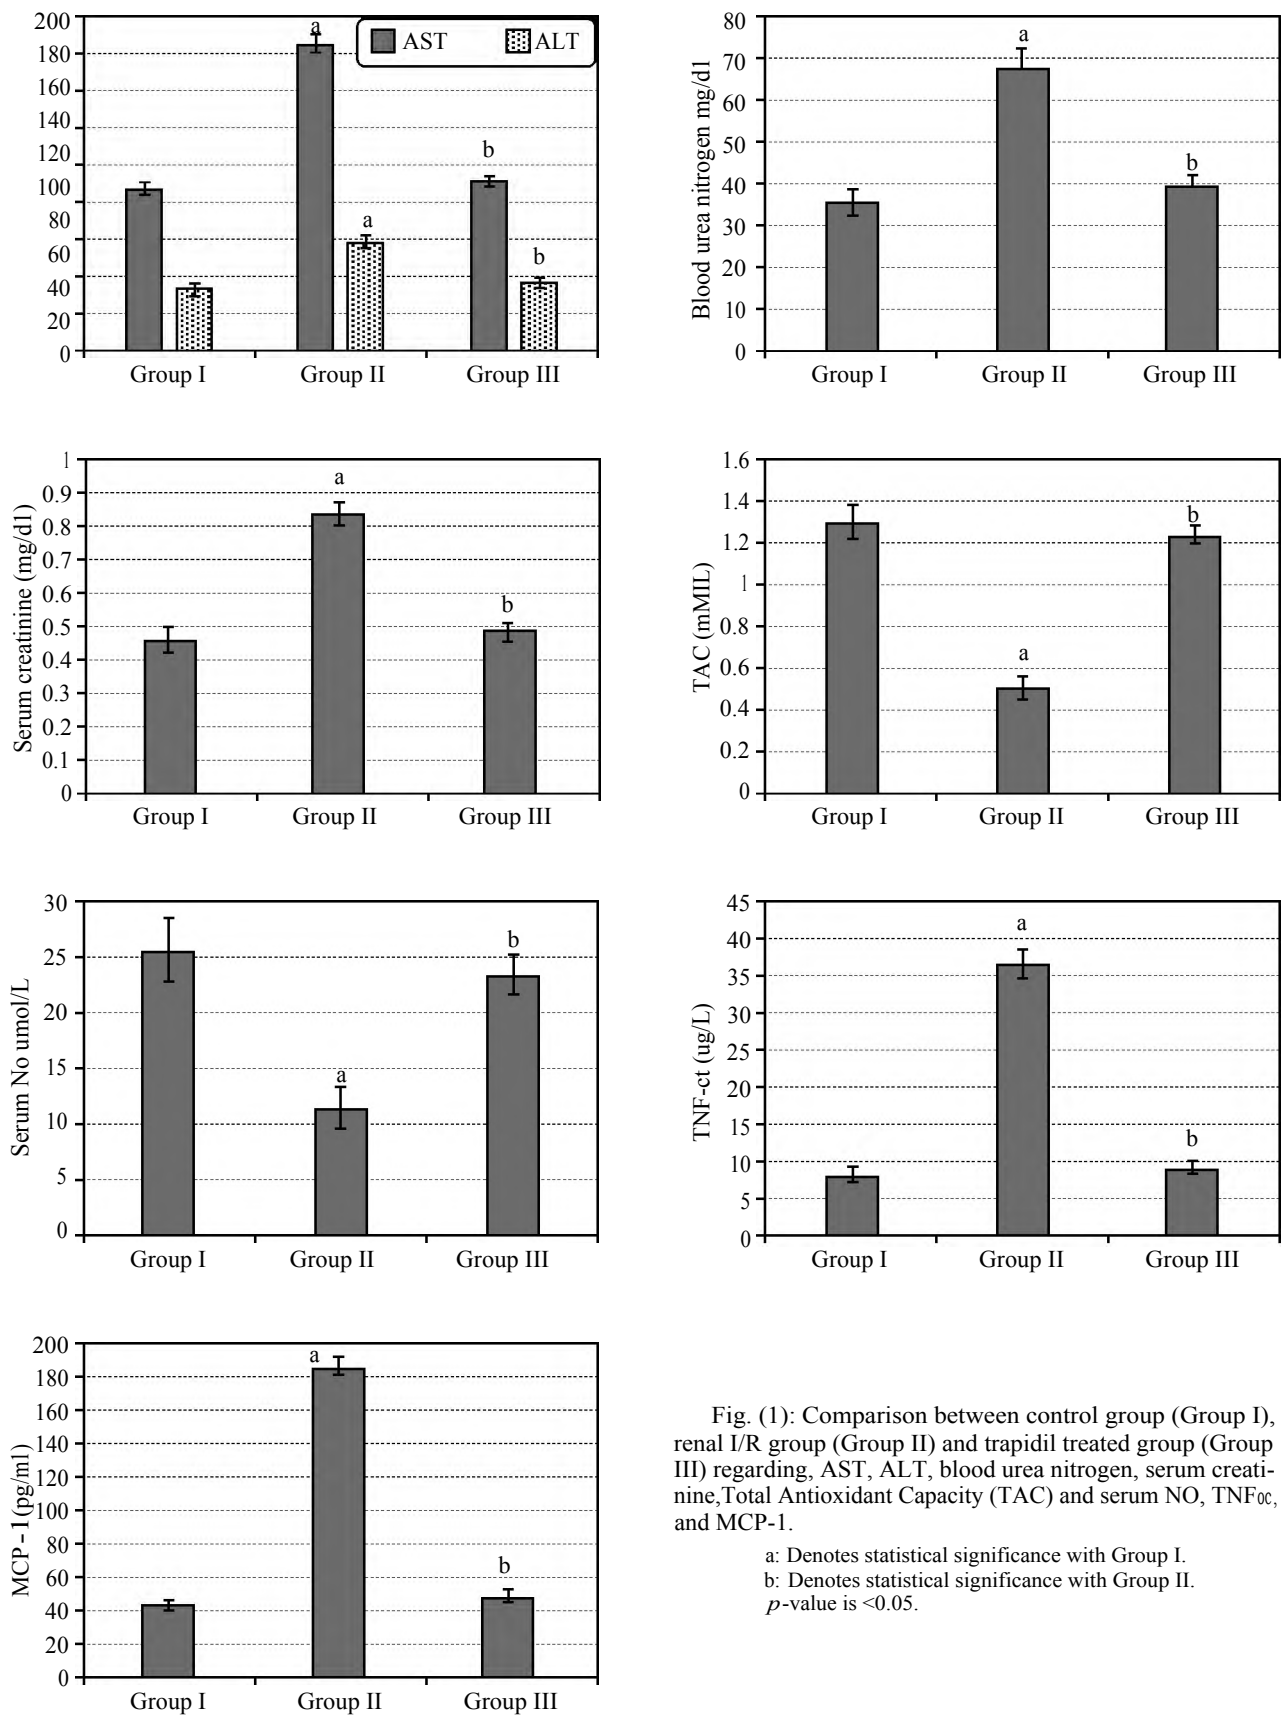 200
180
160
140
120
100
80
60
40
20
0
a
AST
ALT
b
a
b
Group I
Group II
Group III
Blood urea nitrogen mg/d1
80
70
60
50
40
30
20
10
0
a
b
Group I
Group II
Group III
Serum creatinine (mg/d1)
1
0.9
0.8
0.7
0.6
0.5
0.4
0.3
0.2
0.1
0
a
b
Group I
Group II
Group III
TAC (mMIL)
1.6
1.4
1.2
1
0.8
0.6
0.4
0.2
0
b
a
Group I
Group II
Group III
Serum No umol/L
30
25
20
15
10
5
0
b
a
Group I
Group II
Group III
TNF-ct (ug/L)
45
40
35
30
25
20
15
10
5
0
a
b
Group I
Group II
Group III
MCP-1(pg/ml)
200
180
160
140
120
100
80
60
40
20
0
a
b
Group I
Group II
Group III
Fig. (1): Comparison between control group (Group I),
renal I/R group (Group II) and trapidil treated group (Group
III) regarding, AST, ALT, blood urea nitrogen, serum creati-
nine,Total Antioxidant Capacity (TAC) and serum NO, TNF0C,
and MCP-1.
a: Denotes statistical significance with Group I.
b: Denotes statistical significance with Group II.
p-value is <0.05.